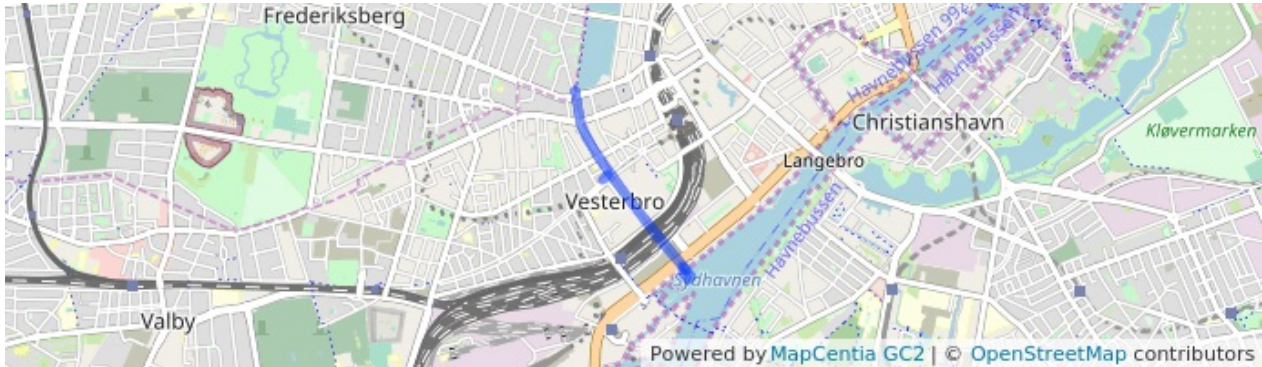 Frederiksberg
Havnebussen 99
Havnebussen
Christianshavn
Kløvermarken
Langebro
Vesterbro
Havnebussen
Sydhavnen
Valby
Powered by MapCentia GC2 | © OpenStreetMap contributors